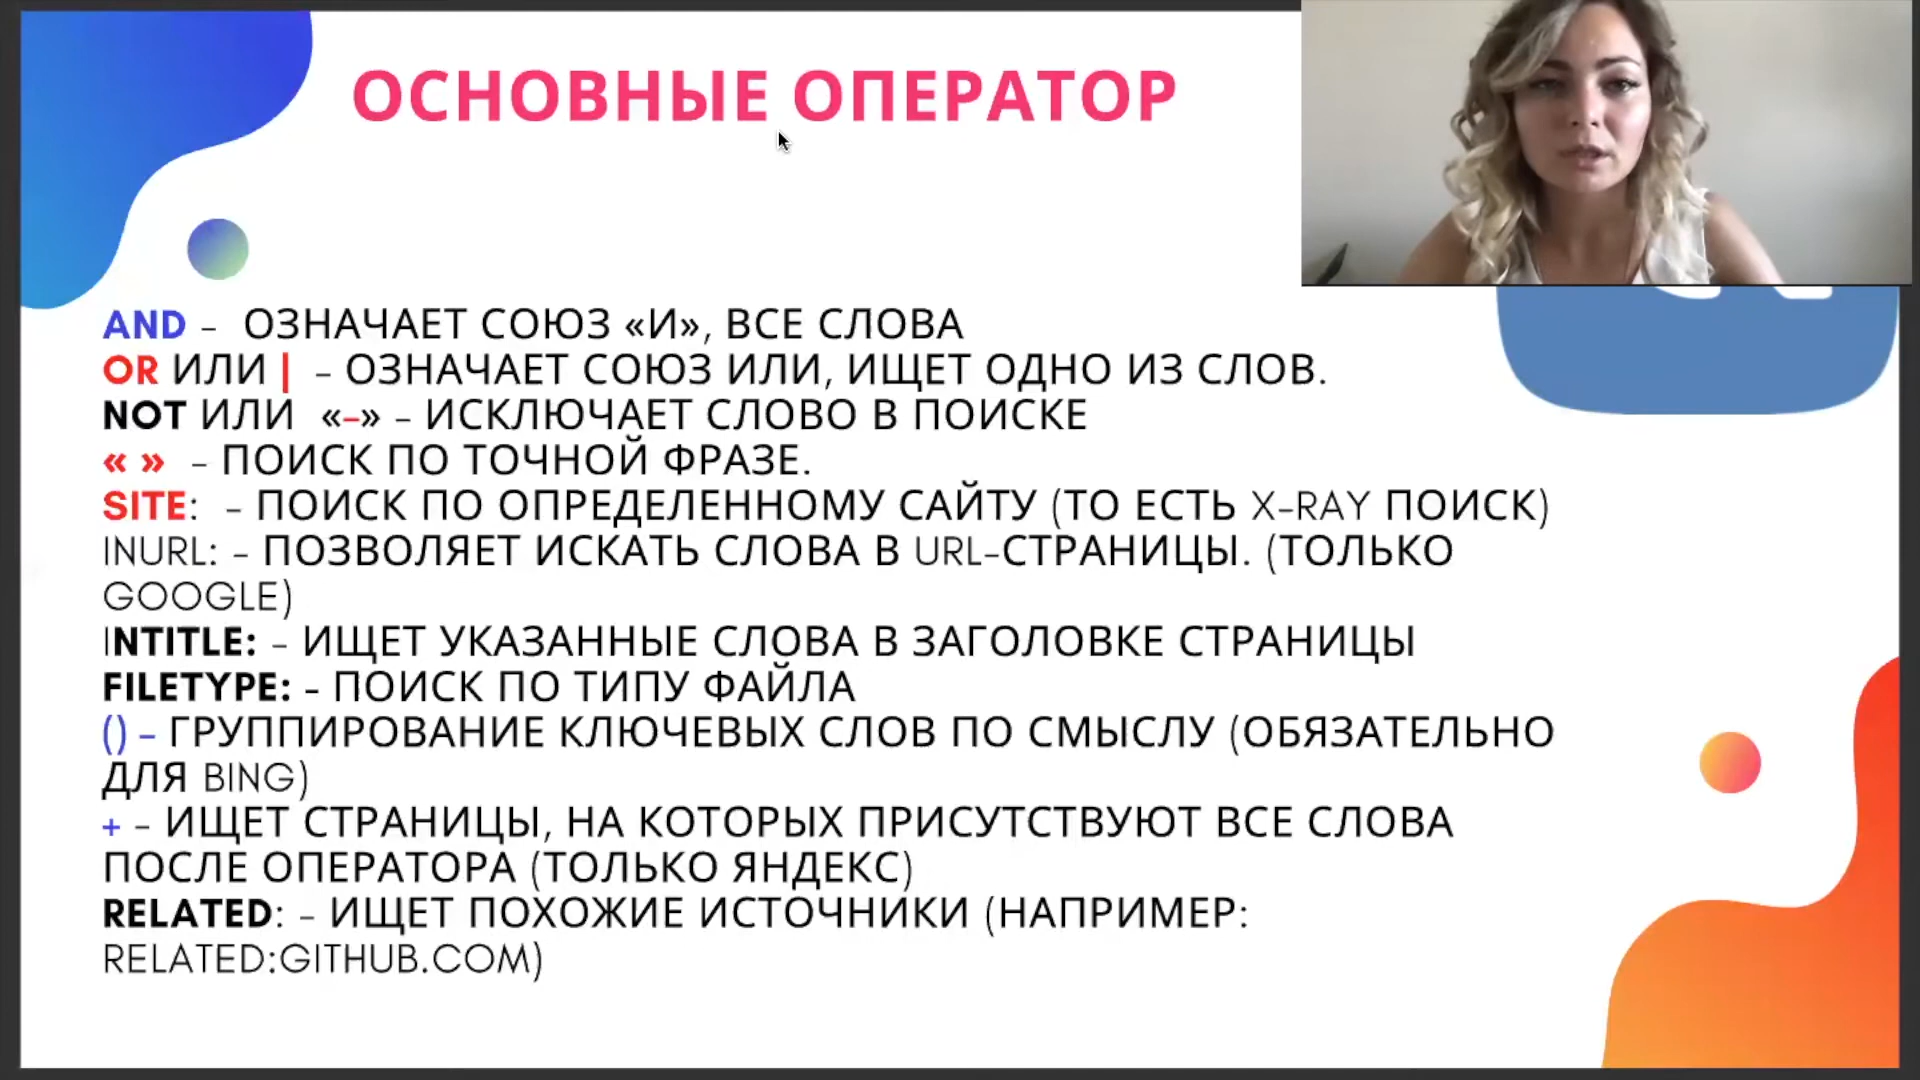 ОСНОВНЫЕ ОПЕРАТОР
AND – ОЗНАЧАЕТ СОЮЗ «И», ВСЕ СЛОВА
OR ИЛИ | – ОЗНАЧАЕТ СОЮЗ ИЛИ, ИЩЕТ ОДНО ИЗ СЛОВ.
NOT ИЛИ «–» – ИСКЛЮЧАЕТ СЛОВО В ПОИСКЕ
« » – ПОИСК ПО ТОЧНОЙ ФРАЗЕ.
SITE: – ПОИСК ПО ОПРЕДЕЛЕННОМУ САЙТУ (ТО ЕСТЬ X-RAY ПОИСК)
INURL: – ПОЗВОЛЯЕТ ИСКАТЬ СЛОВА В URL-СТРАНИЦЫ. (ТОЛЬКО
GOOGLE)
INTITLE: – ИЩЕТ УКАЗАННЫЕ СЛОВА В ЗАГОЛОВКЕ СТРАНИЦЫ
FILETYPE: – ПОИСК ПО ТИПУ ФАЙЛА
() – ГРУППИРОВАНИЕ КЛЮЧЕВЫХ СЛОВ ПО СМЫСЛУ (ОБЯЗАТЕЛЬНО
ДЛЯ BING)
+ – ИЩЕТ СТРАНИЦЫ, НА КОТОРЫХ ПРИСУТСТВУЮТ ВСЕ СЛОВА
ПОСЛЕ ОПЕРАТОРА (ТОЛЬКО ЯНДЕКС)
RELATED: – ИЩЕТ ПОХОЖИЕ ИСТОЧНИКИ (НАПРИМЕР:
RELATED:GITHUB.COM)